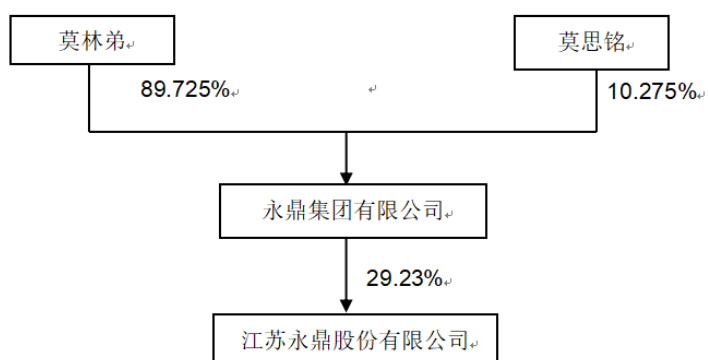 莫林弟
莫思铭
89.725%
10.275%
永鼎集团有限公司
29.23%
江苏永鼎股份有限公司